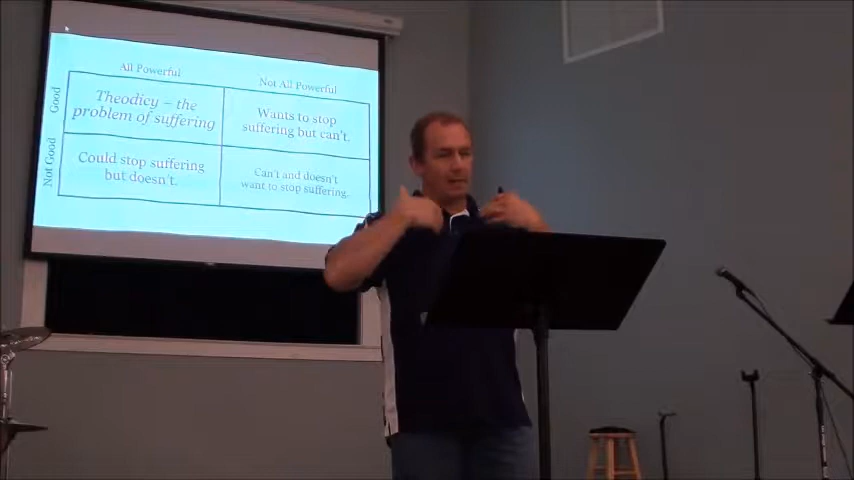 All Powerful
Not All Powerful
Good
Theodicy – the
problem of suffering
Wants to stop
suffering but can't.
Not Good
Could stop suffering
but doesn't.
Can't and doesn't
want to stop suffering.